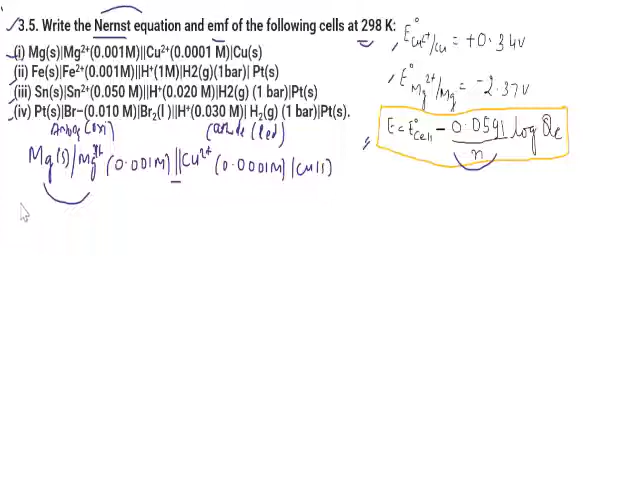 3.5. Write the Nernst equation and emf of the following cells at 298 K:
(i) Mg(s)|Mg²⁺(0.001M)||Cu²⁺(0.0001 M)|Cu(s)
(ii) Fe(s)|Fe²⁺(0.001M)||H⁺(1M)|H2(g)(1bar)| Pt(s)
(iii) Sn(s)|Sn²⁺(0.050 M)||H⁺(0.020 M)|H2(g) (1 bar)|Pt(s)
(iv) Pt(s)|Br−(0.010 M)|Br₂(l )||H⁺(0.030 M)| H₂(g) (1 bar)|Pt(s).
E°Cu²⁺/Cu = +0.34V
E°Mg²⁺/Mg = -2.37V
E = E°Cell - 0.0591/n log Qc
Anode (oxi) Cathode (Red)
Mg(s)/Mg²⁺ (0.001M) || Cu²⁺ (0.0001M) |